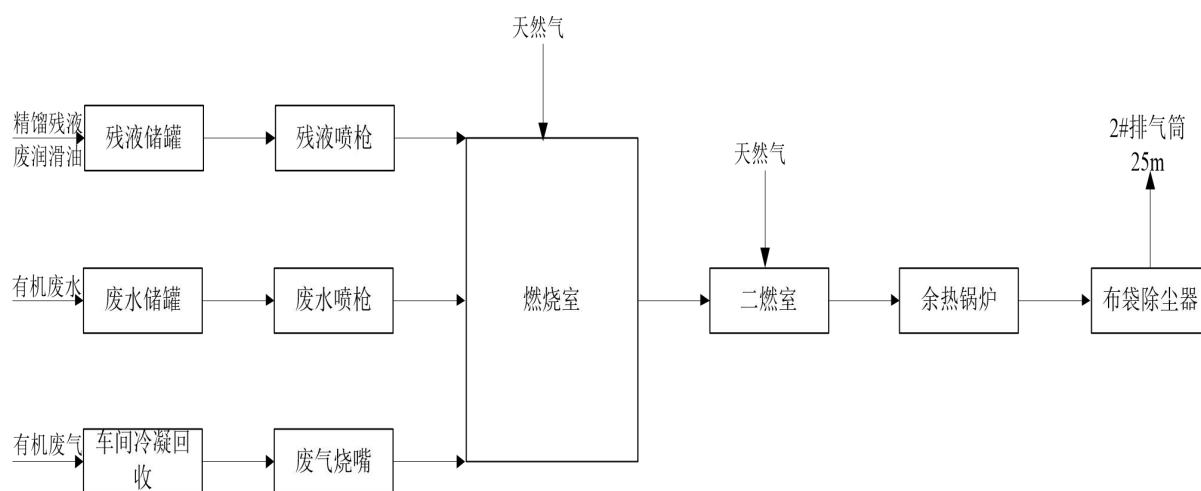 天然气
精馏残液
废润滑油
残液储罐
残液喷枪
2#排气筒
25m
天然气
有机废水
废水储罐
废水喷枪
燃烧室
二燃室
余热锅炉
布袋除尘器
有机废气
车间冷凝回
收
废气烧嘴